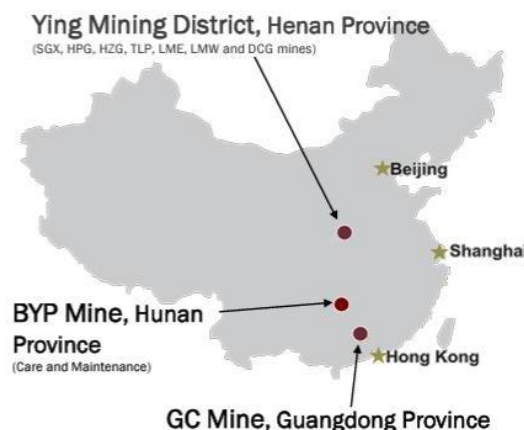 Ying Mining District, Henan Province
(SGX, HPG, HZG, TLP, LME, LMW and DCG mines)
Beijing
Shanghai
BYP Mine, Hunan
Province
(Care and Maintenance)
Hong Kong
GC Mine, Guangdong Province